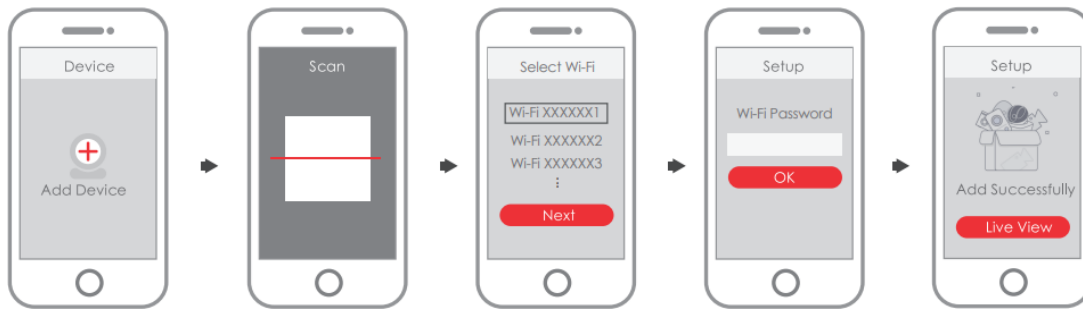 Device
Add Device
Scan
Select Wi-Fi
Wi-Fi XXXXXX1
Wi-Fi XXXXXX2
Wi-Fi XXXXXX3
⋮
Next
Setup
Wi-Fi Password
OK
Setup
Add Successfully
Live View